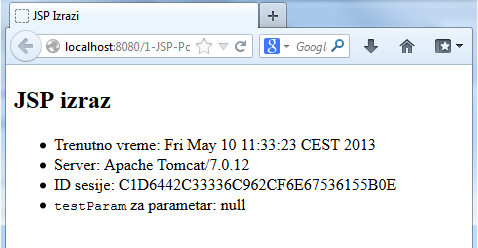 JSP Izrazi
localhost:8080/1-JSP-Pc
Google
JSP izraz
Trenutno vreme: Fri May 10 11:33:23 CEST 2013
Server: Apache Tomcat/7.0.12
ID sesije: C1D6442C33336C962CF6E67536155B0E
testParam za parametar: null